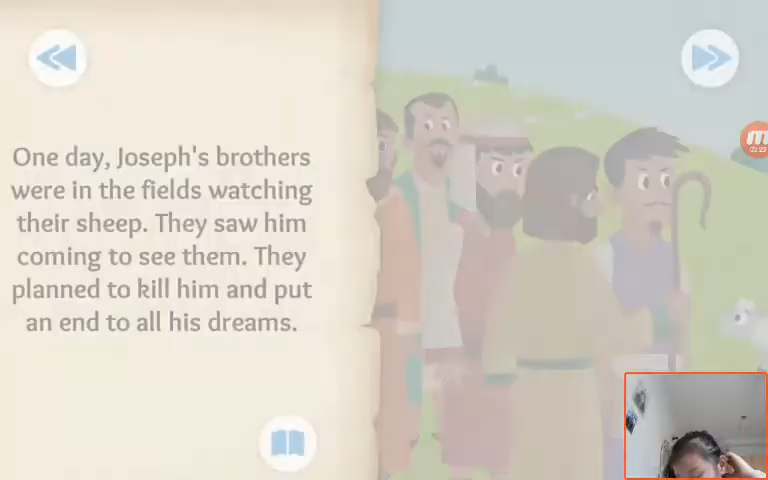 One day, Joseph's brothers
were in the fields watching
their sheep. They saw him
coming to see them. They
planned to kill him and put
an end to all his dreams.
M